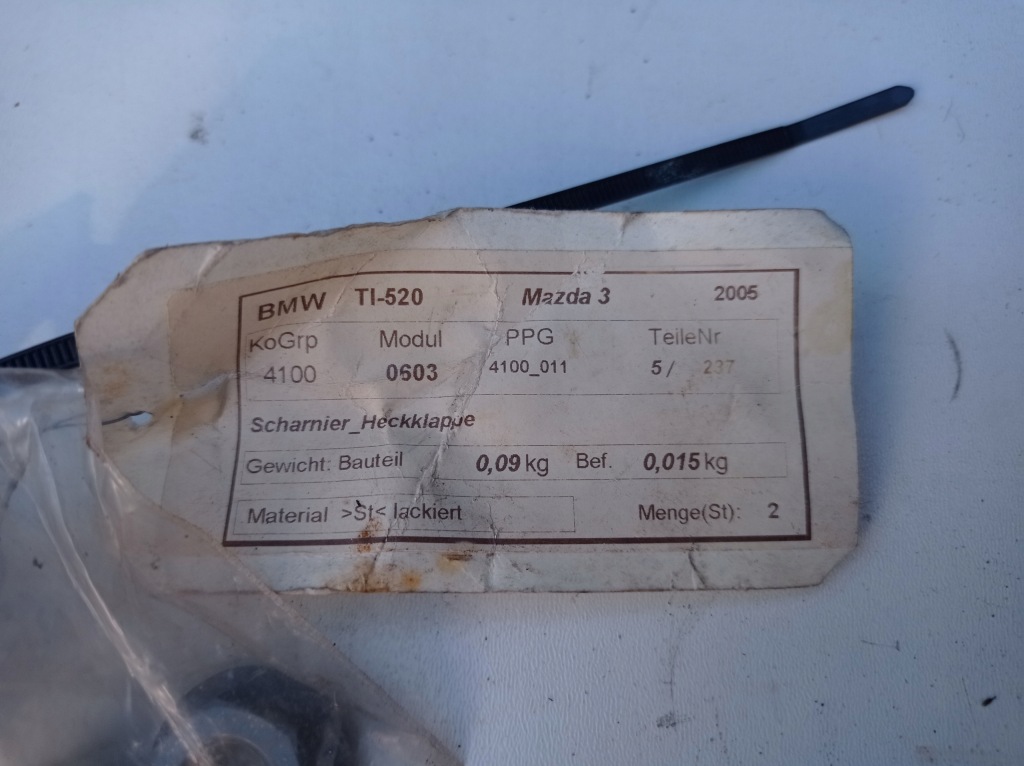 BMW TI-520 Mazda 3 2005
KoGrp Modul PPG TeileNr
4100 0603 4100_011 5 / 237
Scharnier_Heckklappe
Gewicht: Bauteil 0,09 kg Bef. 0,015 kg
Material >St< lackiert Menge(St): 2